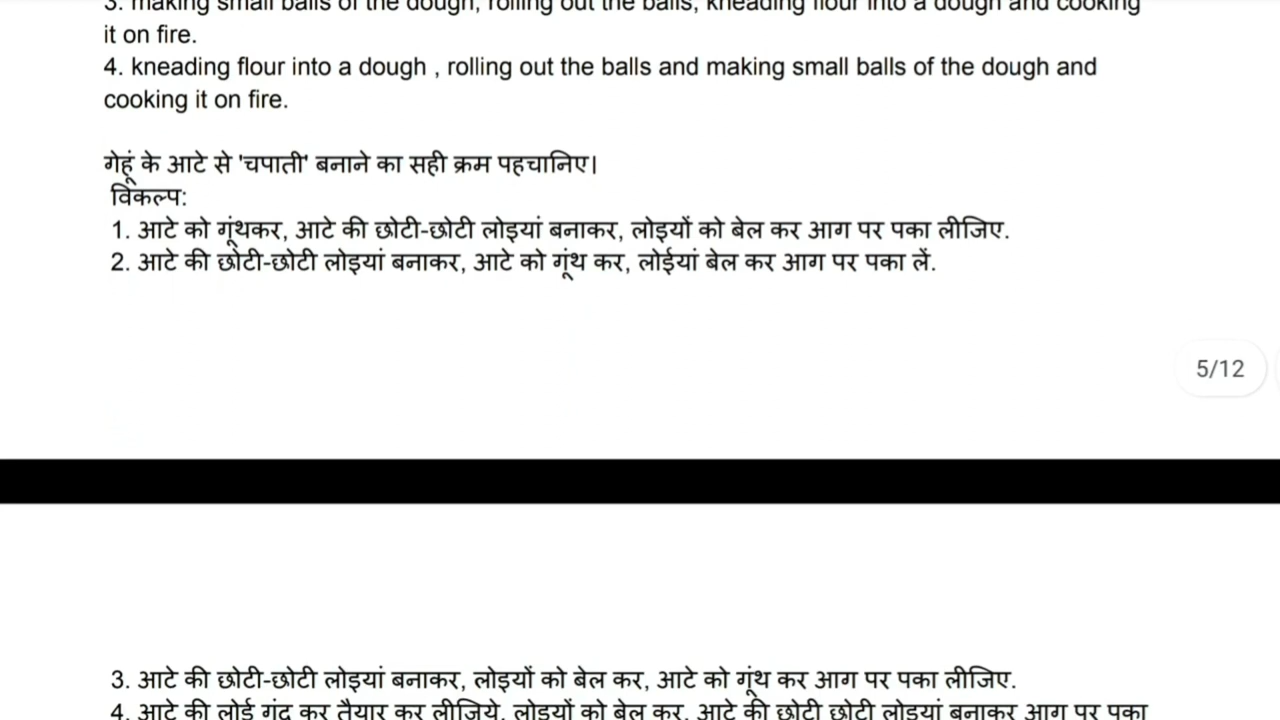 3. making small balls of the dough, rolling out the balls, kneading flour into a dough and cooking
it on fire.
4. kneading flour into a dough , rolling out the balls and making small balls of the dough and
cooking it on fire.
गेहूं के आटे से 'चपाती' बनाने का सही क्रम पहचानिए।
विकल्प:
1. आटे को गूंथकर, आटे की छोटी-छोटी लोइयां बनाकर, लोइयों को बेल कर आग पर पका लीजिए.
2. आटे की छोटी-छोटी लोइयां बनाकर, आटे को गूंथ कर, लोईयां बेल कर आग पर पका लें.
5/12
3. आटे की छोटी-छोटी लोइयां बनाकर, लोइयों को बेल कर, आटे को गूंथ कर आग पर पका लीजिए.
4. आटे की लोई गूंद कर तैयार कर लीजिये, लोइयों को बेल कर, आटे की छोटी छोटी लोइयां बनाकर आग पर पका